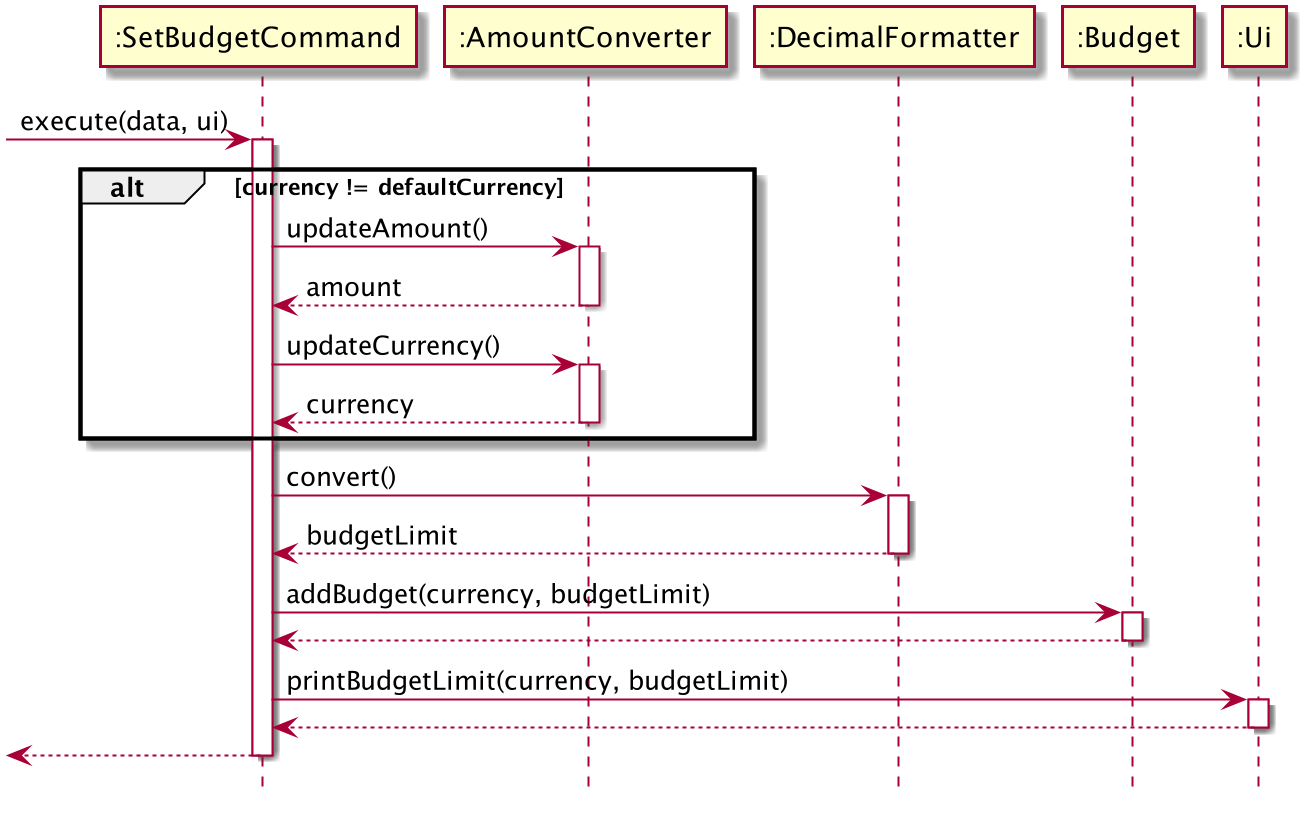 :SetBudgetCommand :AmountConverter :DecimalFormatter :Budget :Ui
execute(data, ui)
alt [currency != defaultCurrency]
updateAmount()
amount
updateCurrency()
currency
convert()
budgetLimit
addBudget(currency, budgetLimit)
printBudgetLimit(currency, budgetLimit)